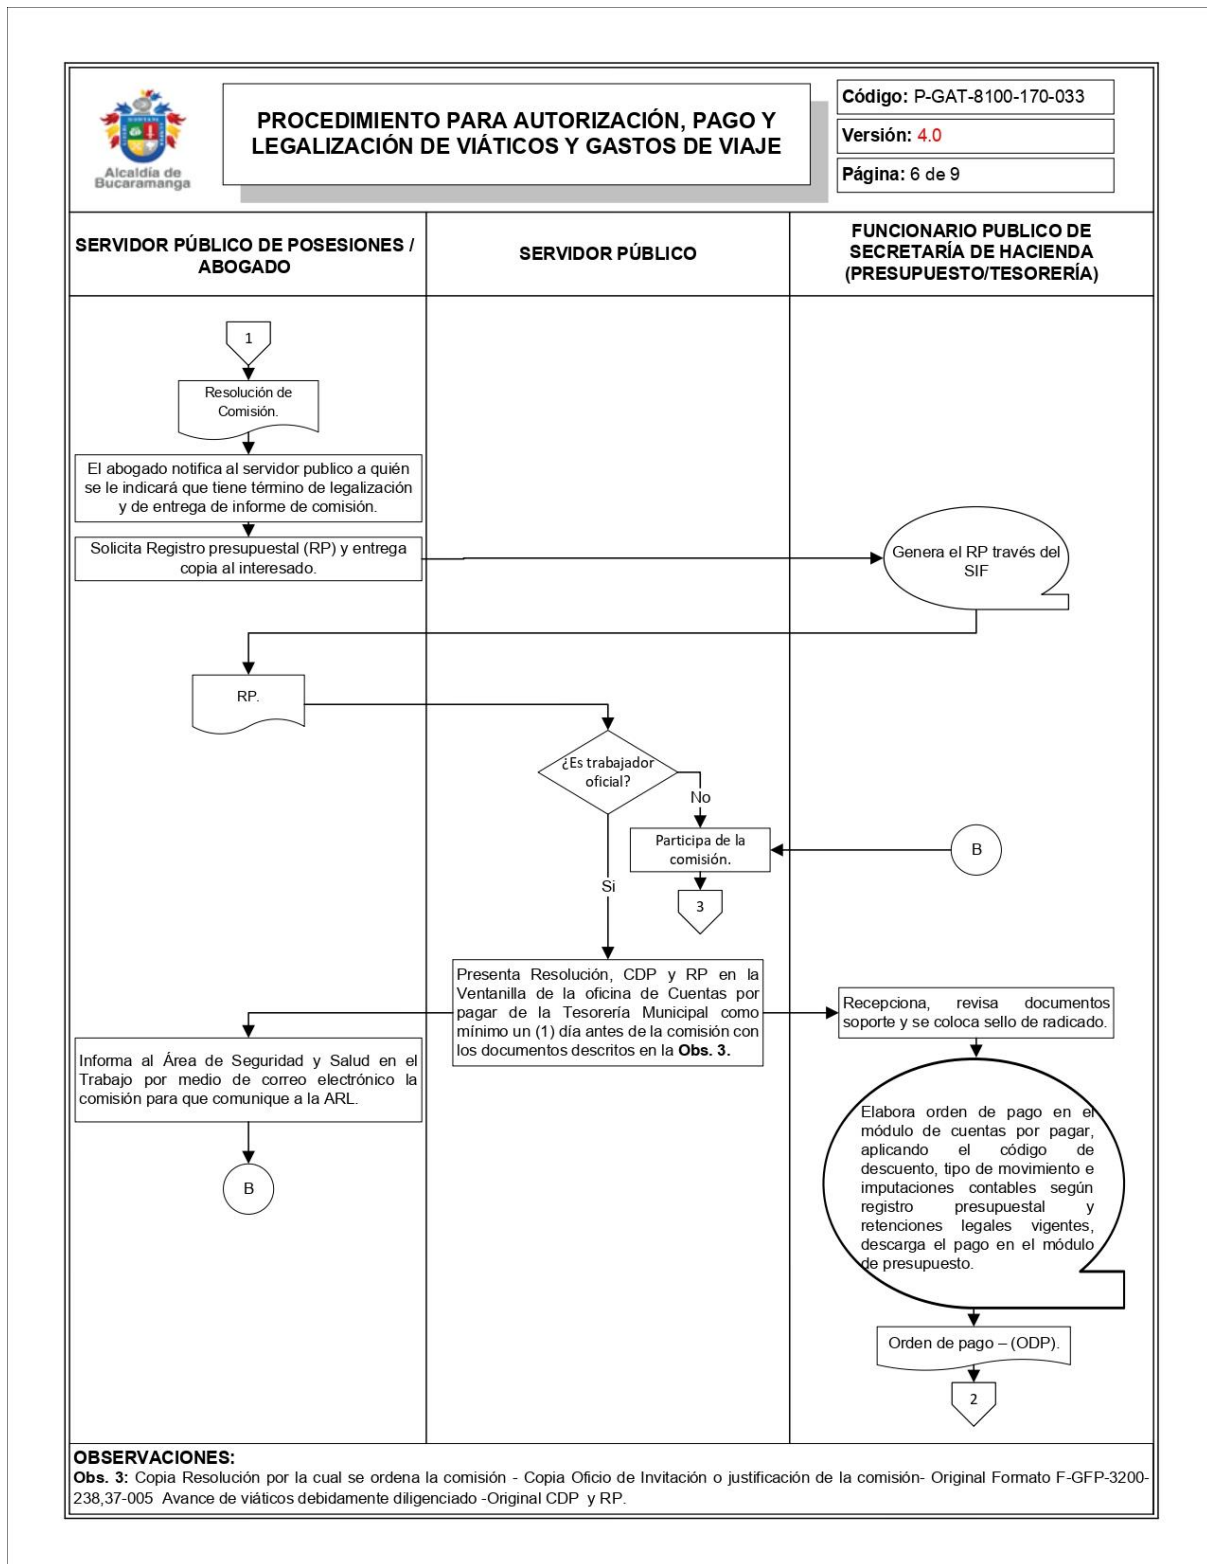 Alcaldía de
Bucaramanga
PROCEDIMIENTO PARA AUTORIZACIÓN, PAGO Y
LEGALIZACIÓN DE VIÁTICOS Y GASTOS DE VIAJE
Código: P-GAT-8100-170-033
Versión: 4.0
Página: 6 de 9
SERVIDOR PÚBLICO DE POSESIONES /
ABOGADO
SERVIDOR PÚBLICO
FUNCIONARIO PUBLICO DE
SECRETARÍA DE HACIENDA
(PRESUPUESTO/TESORERÍA)
1
Resolución de
Comisión.
El abogado notifica al servidor publico a quién
se le indicará que tiene término de legalización
y de entrega de informe de comisión.
Solicita Registro presupuestal (RP) y entrega
copia al interesado.
Genera el RP través del
SIF
RP.
¿Es trabajador
oficial?
No
Participa de la
comisión.
B
Si
3
Presenta Resolución, CDP y RP en la
Ventanilla de la oficina de Cuentas por
pagar de la Tesorería Municipal como
mínimo un (1) día antes de la comisión con
los documentos descritos en la Obs. 3.
Recepciona, revisa documentos
soporte y se coloca sello de radicado.
Informa al Área de Seguridad y Salud en el
Trabajo por medio de correo electrónico la
comisión para que comunique a la ARL.
B
Elabora orden de pago en el
módulo de cuentas por pagar,
aplicando el código de
descuento, tipo de movimiento e
imputaciones contables según
registro presupuestal y
retenciones legales vigentes,
descarga el pago en el módulo
de presupuesto.
Orden de pago – (ODP).
2
OBSERVACIONES:
Obs. 3: Copia Resolución por la cual se ordena la comisión - Copia Oficio de Invitación o justificación de la comisión- Original Formato F-GFP-3200-
238,37-005 Avance de viáticos debidamente diligenciado -Original CDP y RP.